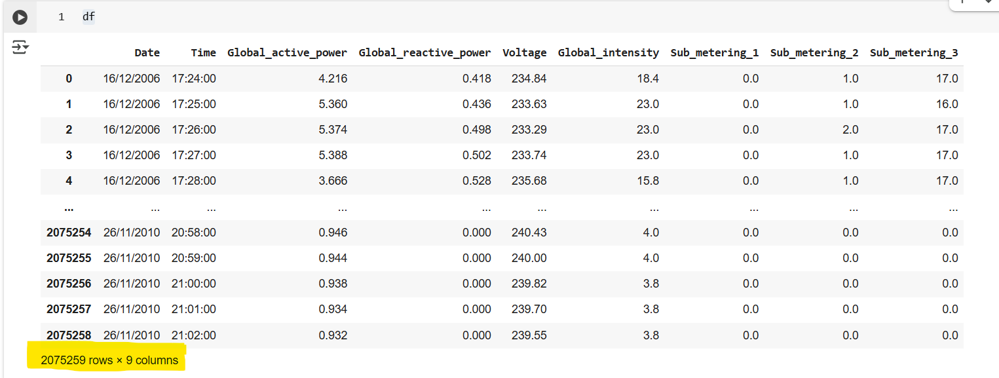 1 df
Date Time Global_active_power Global_reactive_power Voltage Global_intensity Sub_metering_1 Sub_metering_2 Sub_metering_3
0 16/12/2006 17:24:00 4.216 0.418 234.84 18.4 0.0 1.0 17.0
1 16/12/2006 17:25:00 5.360 0.436 233.63 23.0 0.0 1.0 16.0
2 16/12/2006 17:26:00 5.374 0.498 233.29 23.0 0.0 2.0 17.0
3 16/12/2006 17:27:00 5.388 0.502 233.74 23.0 0.0 1.0 17.0
4 16/12/2006 17:28:00 3.666 0.528 235.68 15.8 0.0 1.0 17.0
... ... ... ... ... ... ... ... ... ...
2075254 26/11/2010 20:58:00 0.946 0.000 240.43 4.0 0.0 0.0 0.0
2075255 26/11/2010 20:59:00 0.944 0.000 240.00 4.0 0.0 0.0 0.0
2075256 26/11/2010 21:00:00 0.938 0.000 239.82 3.8 0.0 0.0 0.0
2075257 26/11/2010 21:01:00 0.934 0.000 239.70 3.8 0.0 0.0 0.0
2075258 26/11/2010 21:02:00 0.932 0.000 239.55 3.8 0.0 0.0 0.0
2075259 rows × 9 columns